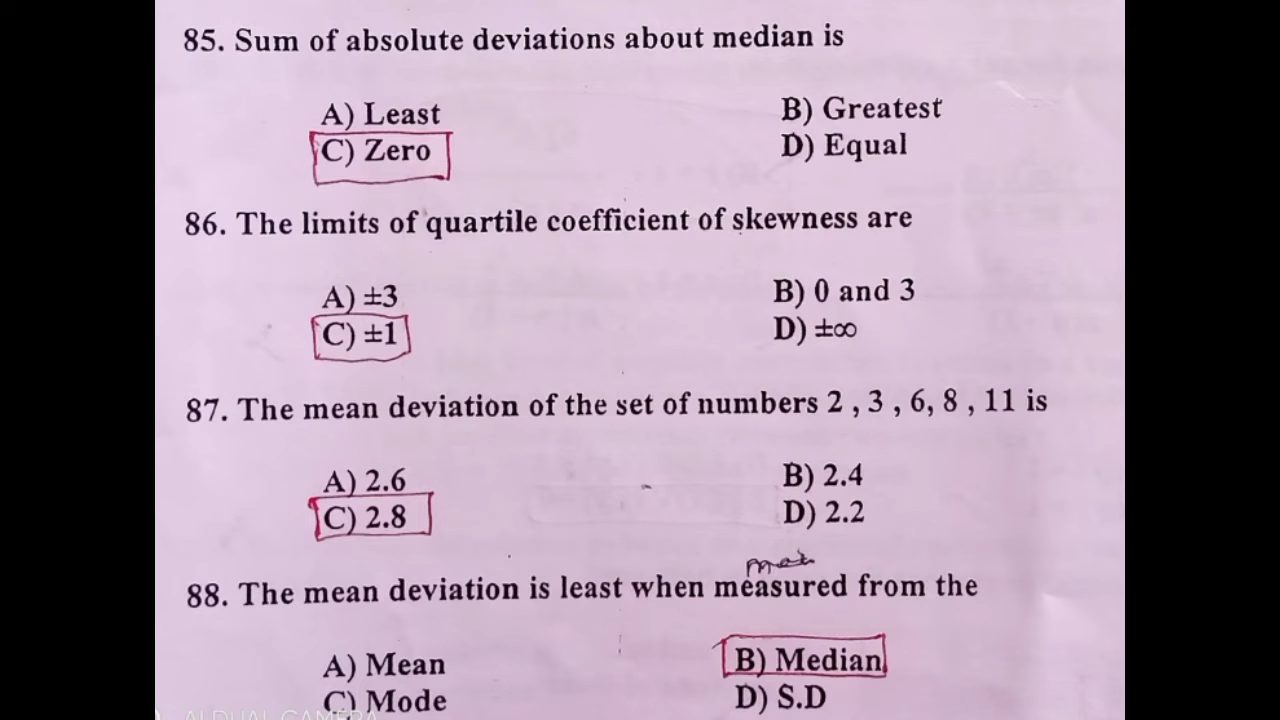 85. Sum of absolute deviations about median is
A) Least B) Greatest
C) Zero D) Equal
86. The limits of quartile coefficient of skewness are
A) ±3 B) 0 and 3
C) ±1 D) ±∞
87. The mean deviation of the set of numbers 2 , 3 , 6, 8 , 11 is
A) 2.6 B) 2.4
C) 2.8 D) 2.2
88. The mean deviation is least when measured from the
A) Mean B) Median
C) Mode D) S.D
AI DUAL CAMERA